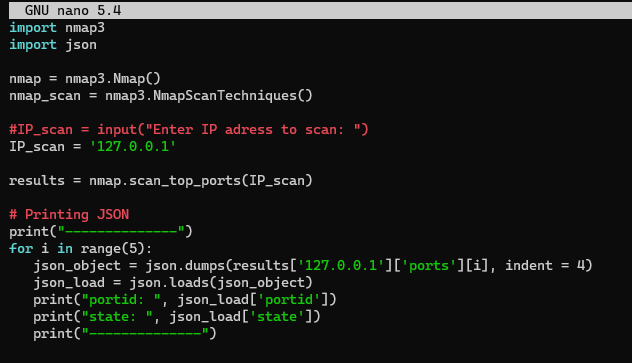 GNU nano 5.4
import nmap3
import json
nmap = nmap3.Nmap()
nmap_scan = nmap3.NmapScanTechniques()
#IP_scan = input("Enter IP adress to scan: ")
IP_scan = '127.0.0.1'
results = nmap.scan_top_ports(IP_scan)
# Printing JSON
print("--------------")
for i in range(5):
   json_object = json.dumps(results['127.0.0.1']['ports'][i], indent = 4)
   json_load = json.loads(json_object)
   print("portid: ", json_load['portid'])
   print("state: ", json_load['state'])
   print("--------------")